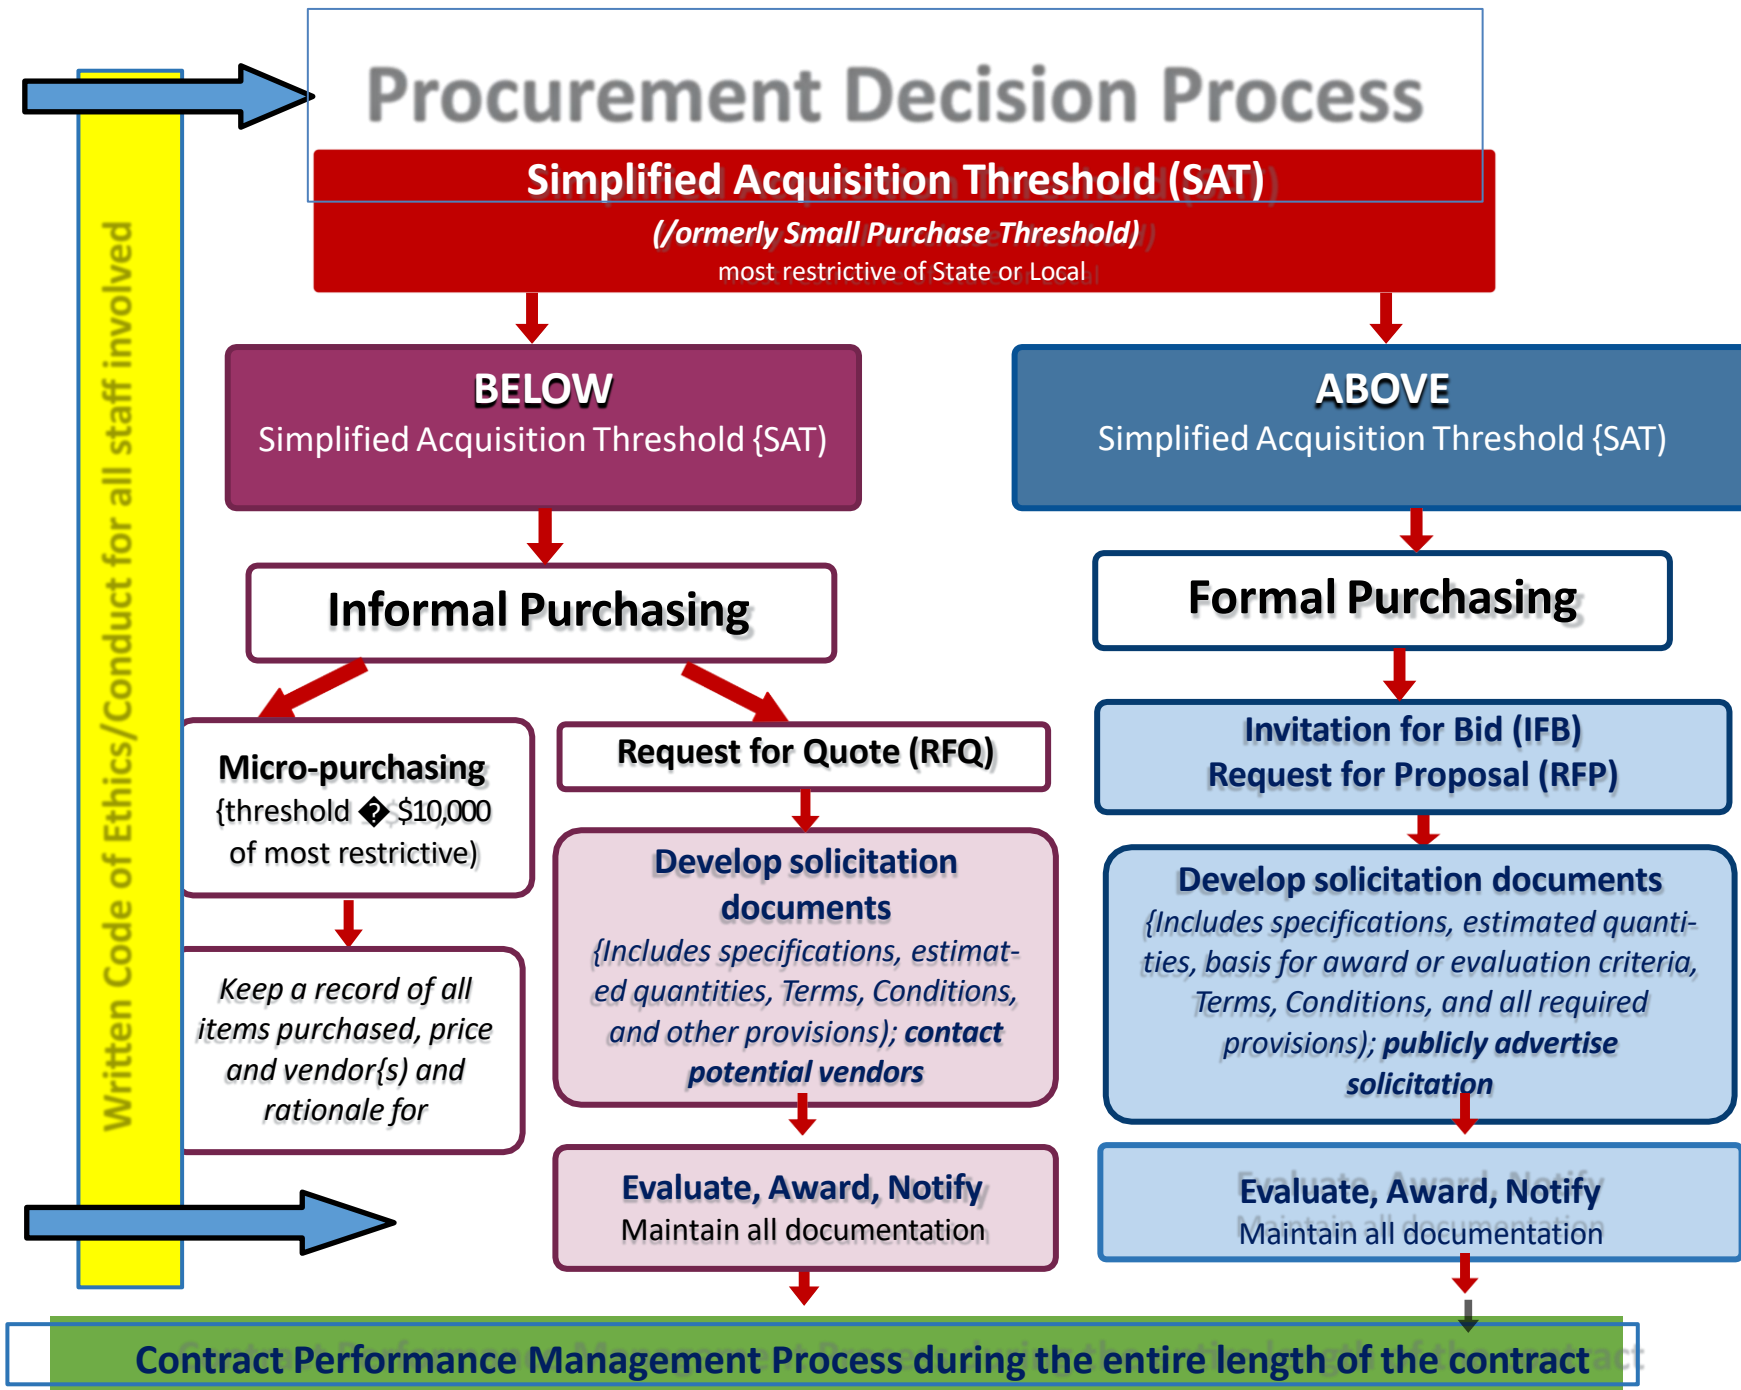 Procurement Decision Process
Simplified Acquisition Threshold (SAT)
(/ormerly Small Purchase Threshold)
most restrictive of State or Local
Written Code of Ethics/Conduct for all staff involved
BELOW
Simplified Acquisition Threshold {SAT)
ABOVE
Simplified Acquisition Threshold {SAT)
Informal Purchasing
Formal Purchasing
Micro-purchasing
{threshold � $10,000
of most restrictive)
Keep a record of all
items purchased, price
and vendor{s) and
rationale for
Request for Quote (RFQ)
Develop solicitation
documents
{Includes specifications, estimat-
ed quantities, Terms, Conditions,
and other provisions); contact
potential vendors
Evaluate, Award, Notify
Maintain all documentation
Invitation for Bid (IFB)
Request for Proposal (RFP)
Develop solicitation documents
{Includes specifications, estimated quanti-
ties, basis for award or evaluation criteria,
Terms, Conditions, and all required
provisions); publicly advertise
solicitation
Evaluate, Award, Notify
Maintain all documentation
Contract Performance Management Process during the entire length of the contract